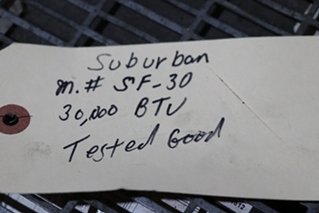 Suburban
m.# SF-30
30,000 BTU
Tested Good